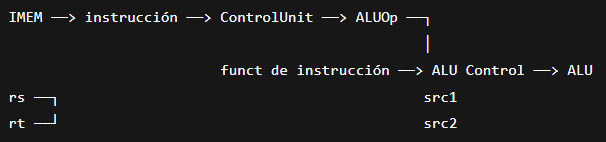 IMEM ──> instrucción ──> ControlUnit ──> ALUOp ──┐
│
funct de instrucción ──> ALU Control ──> ALU
rs ──┐ src1
rt ──┘ src2